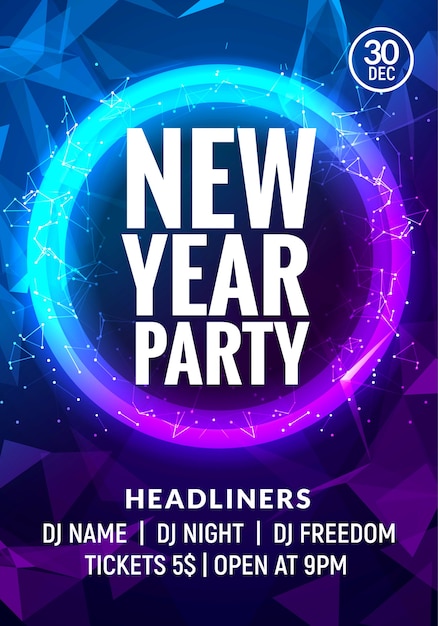 30
DEC
NEW
YEAR
PARTY
HEADLINERS
DJ NAME | DJ NIGHT | DJ FREEDOM
TICKETS 5$ | OPEN AT 9PM